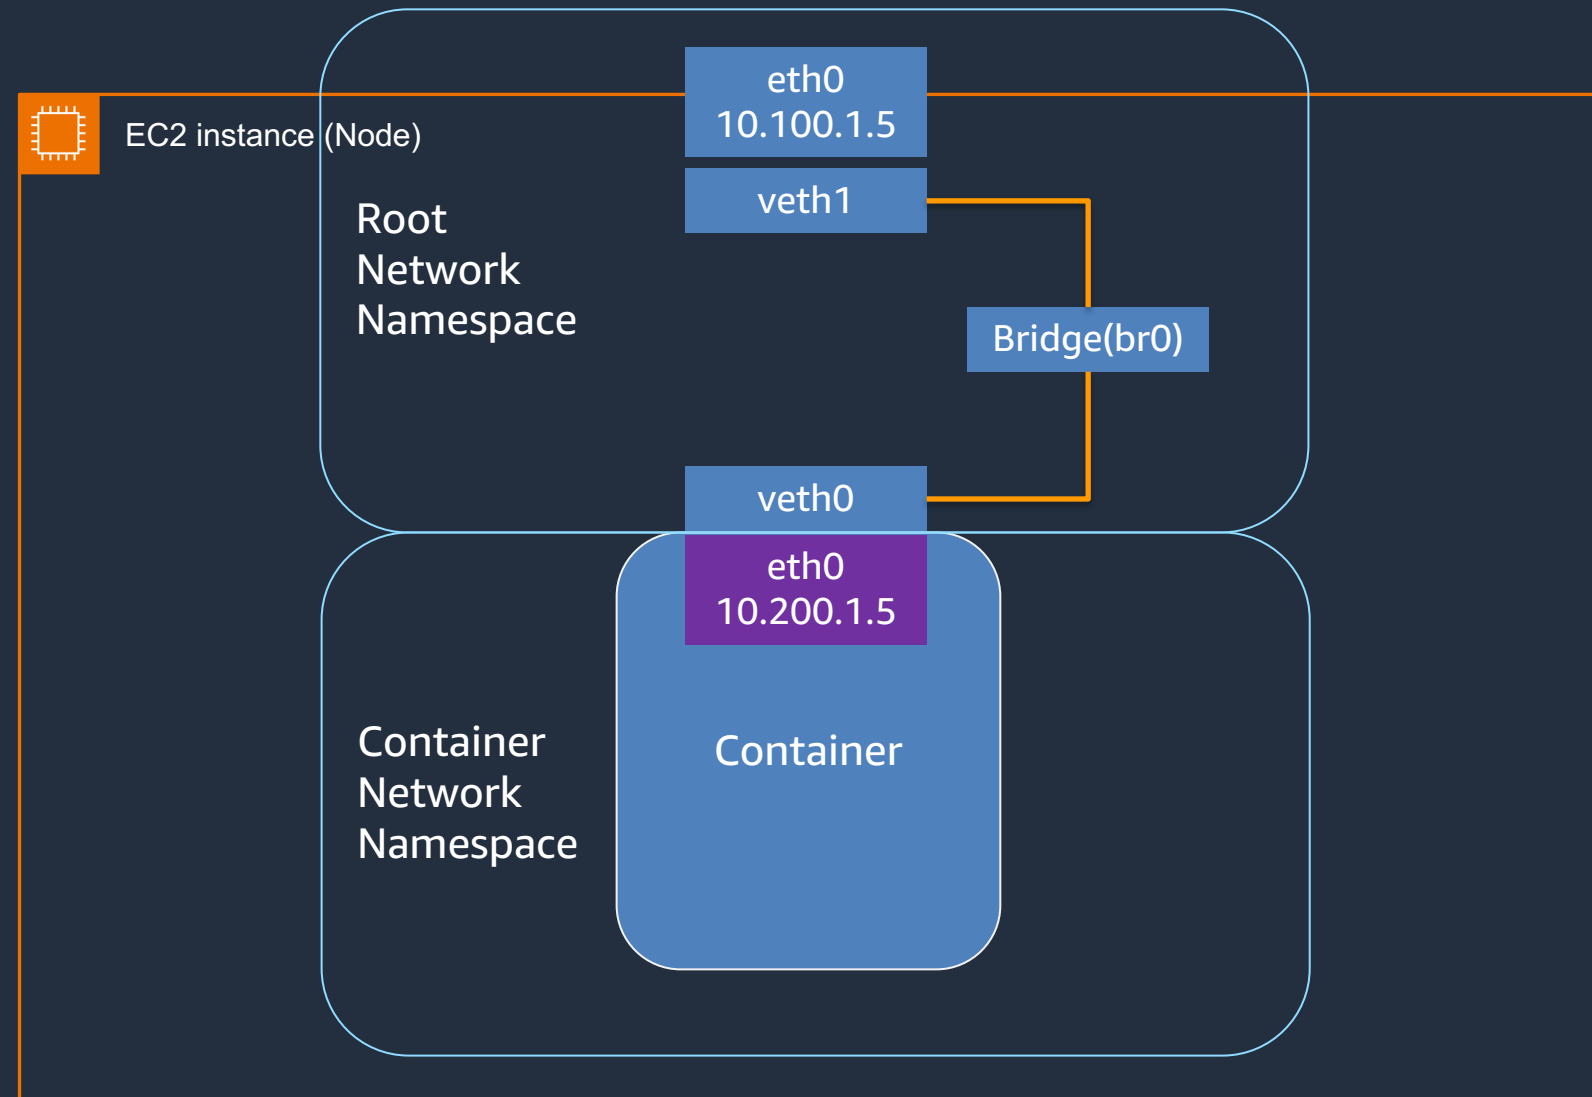 eth0
10.100.1.5
EC2 instance (Node)
veth1
Root
Network
Namespace
Bridge(br0)
veth0
eth0
10.200.1.5
Container
Network
Namespace
Container